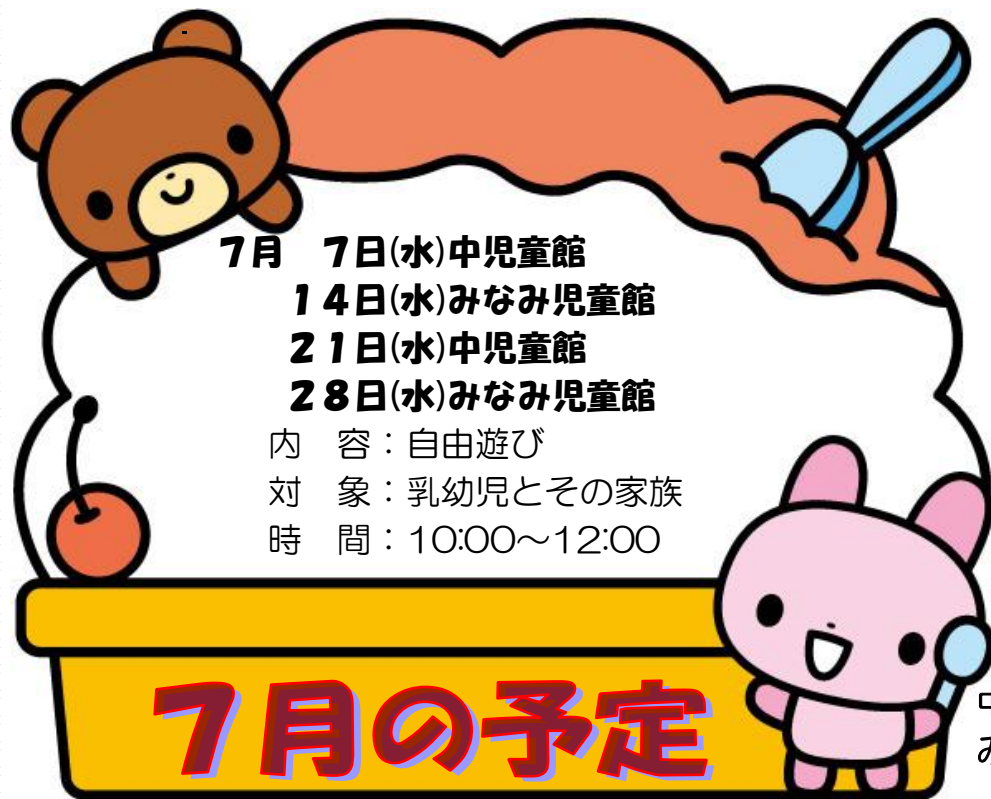 ７月　７日(水)中児童館
１４日(水)みなみ児童館
２１日(水)中児童館
２８日(水)みなみ児童館
内　容：自由遊び
対　象：乳幼児とその家族
時　間：10:00～12:00
７月の予定
み